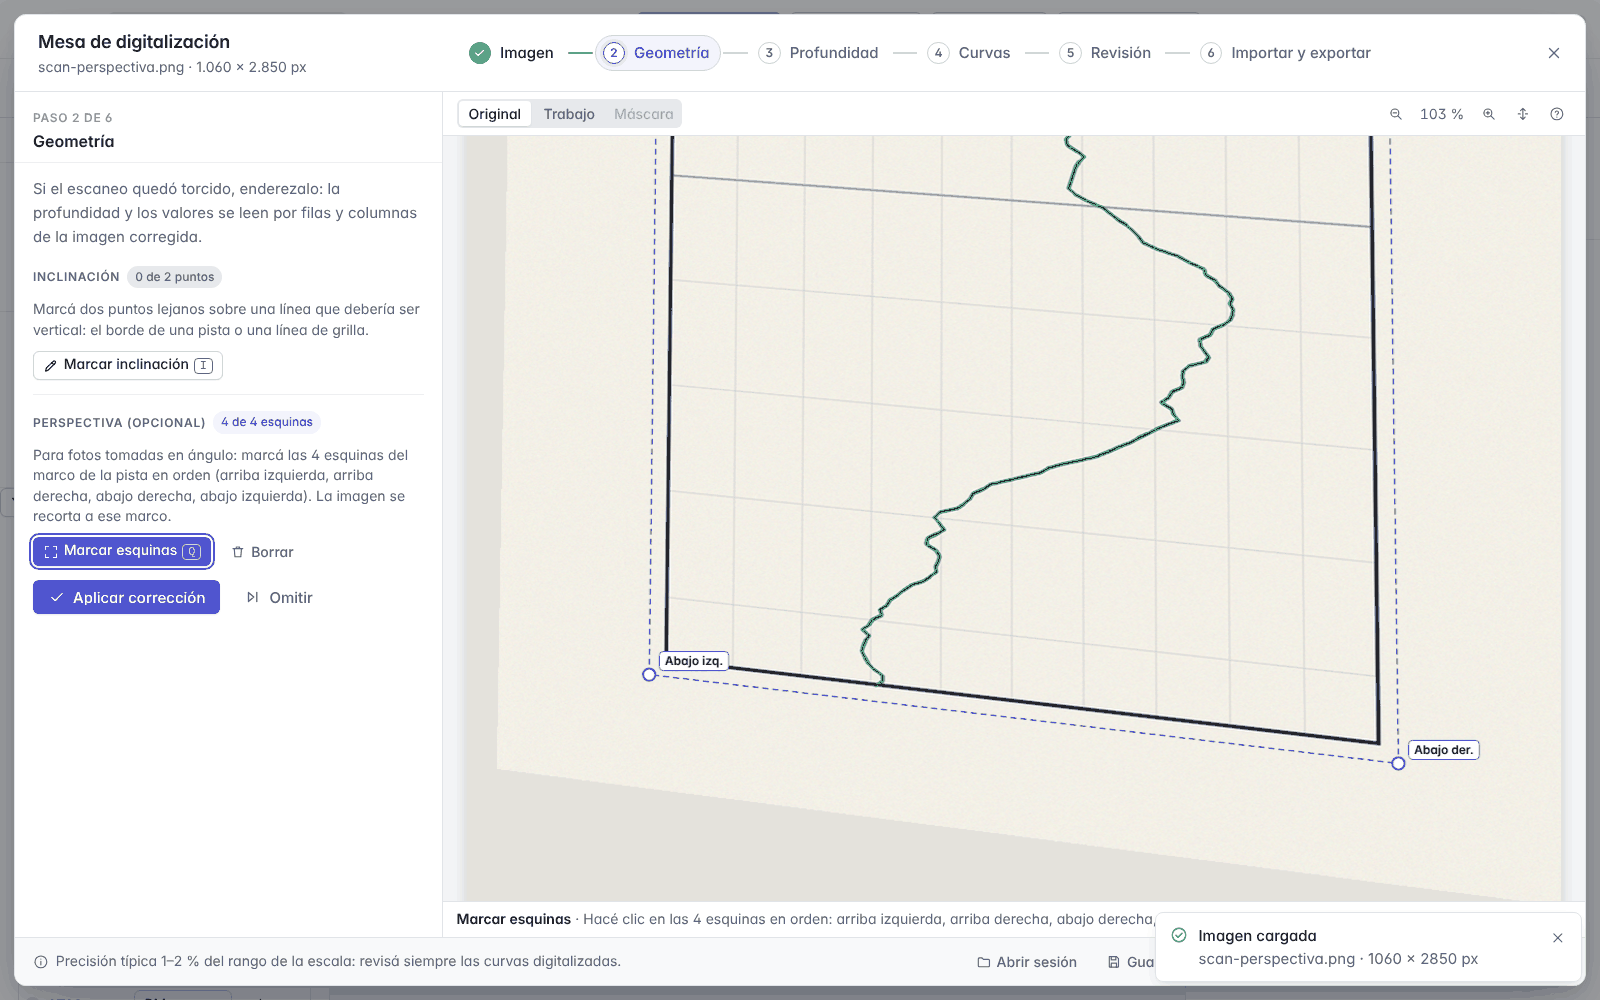 Mesa de digitalización
scan-perspectiva.png · 1.060 × 2.850 px
Imagen
2 Geometría
3 Profundidad
4 Curvas
5 Revisión
6 Importar y exportar
PASO 2 DE 6
Geometría
Si el escaneo quedó torcido, enderezalo: la
profundidad y los valores se leen por filas y columnas
de la imagen corregida.
INCLINACIÓN 0 de 2 puntos
Marcá dos puntos lejanos sobre una línea que debería ser
vertical: el borde de una pista o una línea de grilla.
Marcar inclinación I
PERSPECTIVA (OPCIONAL) 4 de 4 esquinas
Para fotos tomadas en ángulo: marcá las 4 esquinas del
marco de la pista en orden (arriba izquierda, arriba
derecha, abajo derecha, abajo izquierda). La imagen se
recorta a ese marco.
Marcar esquinas Q
Borrar
Aplicar corrección
Omitir
Original
Trabajo
Máscara
103 %
Abajo izq.
Abajo der.
Marcar esquinas · Hacé clic en las 4 esquinas en orden: arriba izquierda, arriba derecha, abajo derecha,
Precisión típica 1–2 % del rango de la escala: revisá siempre las curvas digitalizadas.
Abrir sesión
Gua
Imagen cargada
scan-perspectiva.png · 1060 × 2850 px